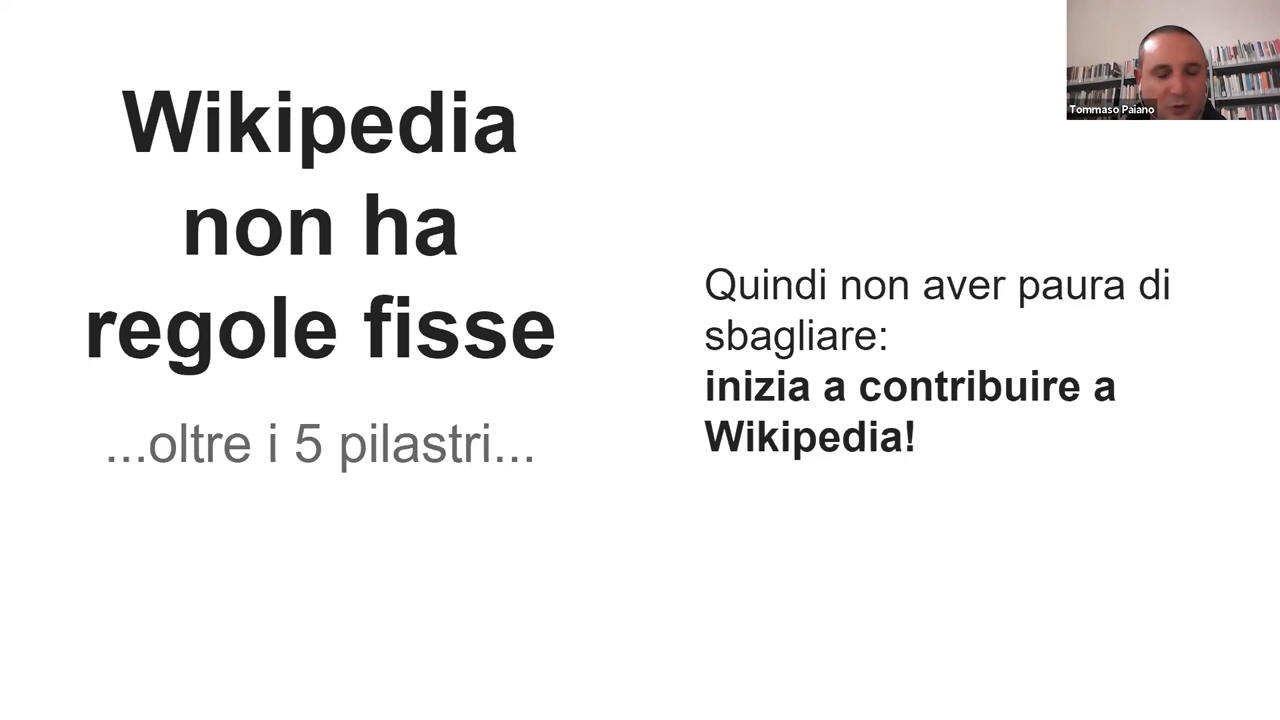 Wikipedia
non ha
regole fisse
...oltre i 5 pilastri...
Quindi non aver paura di
sbagliare:
inizia a contribuire a
Wikipedia!
Tommaso Paiano